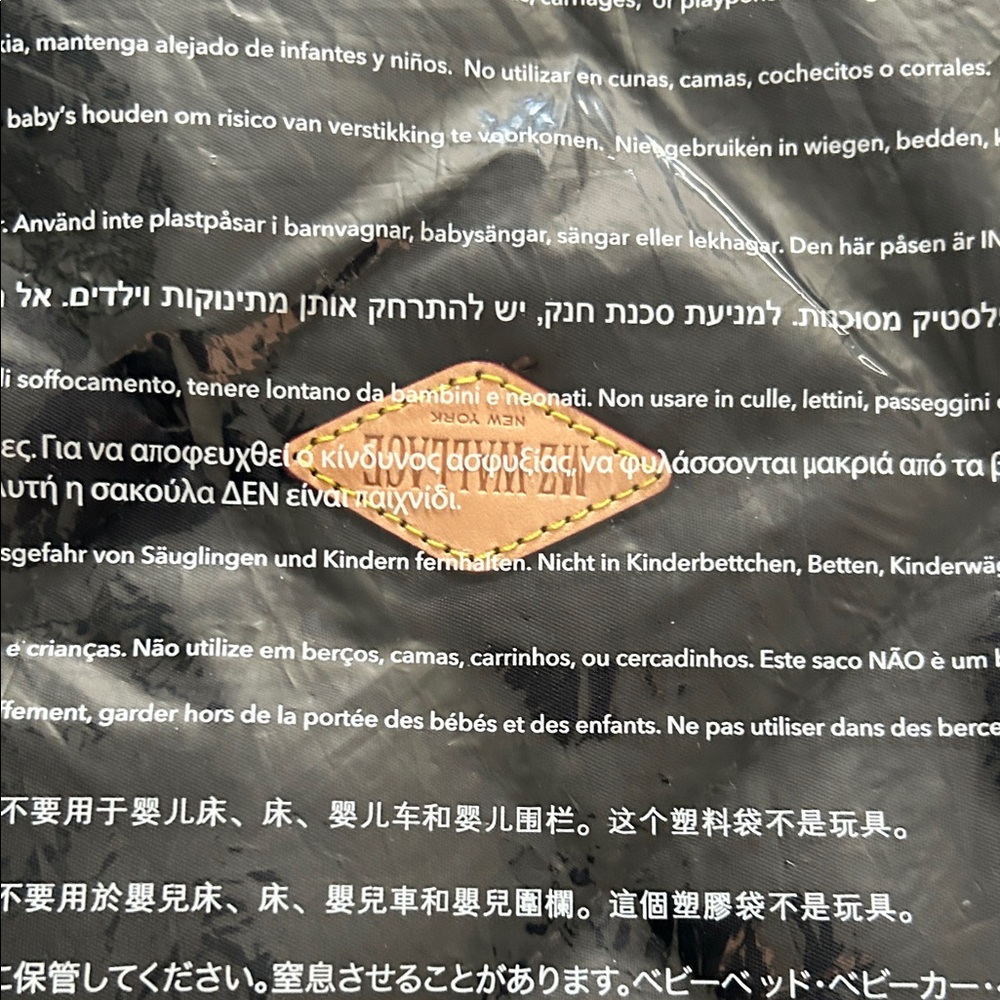 carriages, or
mantenga alejado de infantes y niños. No utilizar en cunas, camas, cochecitos o corrales.
baby's houden om risico van verstikking te voorkomen. Niet gebruiken in wiegen, bedden,
Använd inte plastpåsar i barnvagnar, babysängar, sängar eller lekhagar. Den här påsen är
מסוכנות. למניעת סכנת חנק, יש להתרחק אותן מתינוקות וילדים. אל
di soffocamento, tenere lontano da bambini e neonati. Non usare in culle, lettini, passeggini
NEW YORK
MZ WALLACE
Για να αποφευχθεί ο κίνδυνος ασφυξίας, να φυλάσσονται μακριά από τα
Αυτή η σακούλα ΔΕΝ είναι παιχνίδι.
von Säuglingen und Kindern fernhalten. Nicht in Kinderbettchen, Betten,
e crianças. Não utilize em berços, camas, carrinhos, ou cercadinhos. Este saco NÃO è um
garder hors de la portée des bébés et des enfants. Ne pas utiliser dans des
不要用于婴儿床、床、婴儿车和婴儿围栏。这个塑料袋不是玩具。
不要用於嬰兒床、床、嬰兒車和嬰兒圍欄。這個塑膠袋不是玩具。
に保管してください。窒息させることがあります。ベビーベッド・ベビーカー・